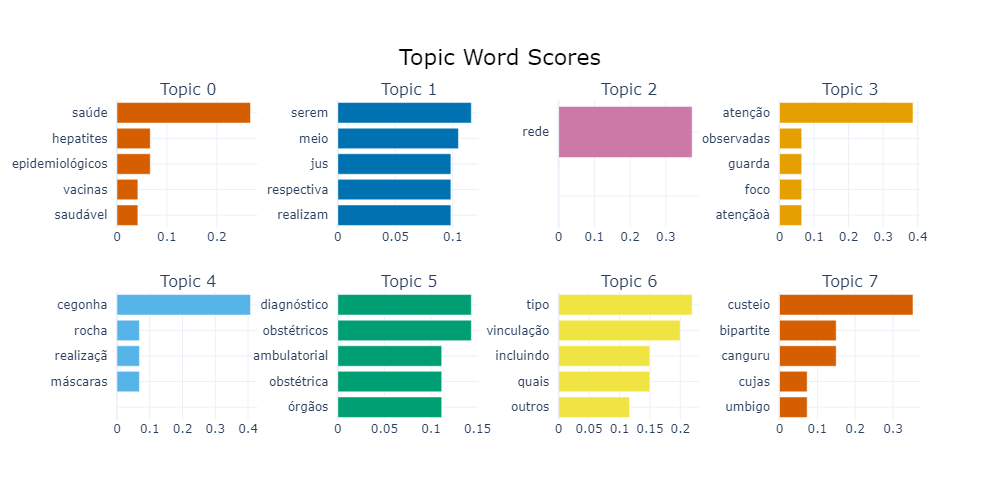 Topic Word Scores
Topic 0
saúde
hepatites
epidemiológicos
vacinas
saudável
0 0.1 0.2
Topic 1
serem
meio
jus
respectiva
realizam
0 0.05 0.1
Topic 2
rede
0 0.1 0.2 0.3
Topic 3
atenção
observadas
guarda
foco
atençãoà
0 0.1 0.2 0.3 0.4
Topic 4
cegonha
rocha
realizaçã
máscaras
0 0.1 0.2 0.3 0.4
Topic 5
diagnóstico
obstétricos
ambulatorial
obstétrica
órgãos
0 0.05 0.1 0.15
Topic 6
tipo
vinculação
incluindo
quais
outros
0 0.05 0.1 0.15 0.2
Topic 7
custeio
bipartite
canguru
cujas
umbigo
0 0.1 0.2 0.3